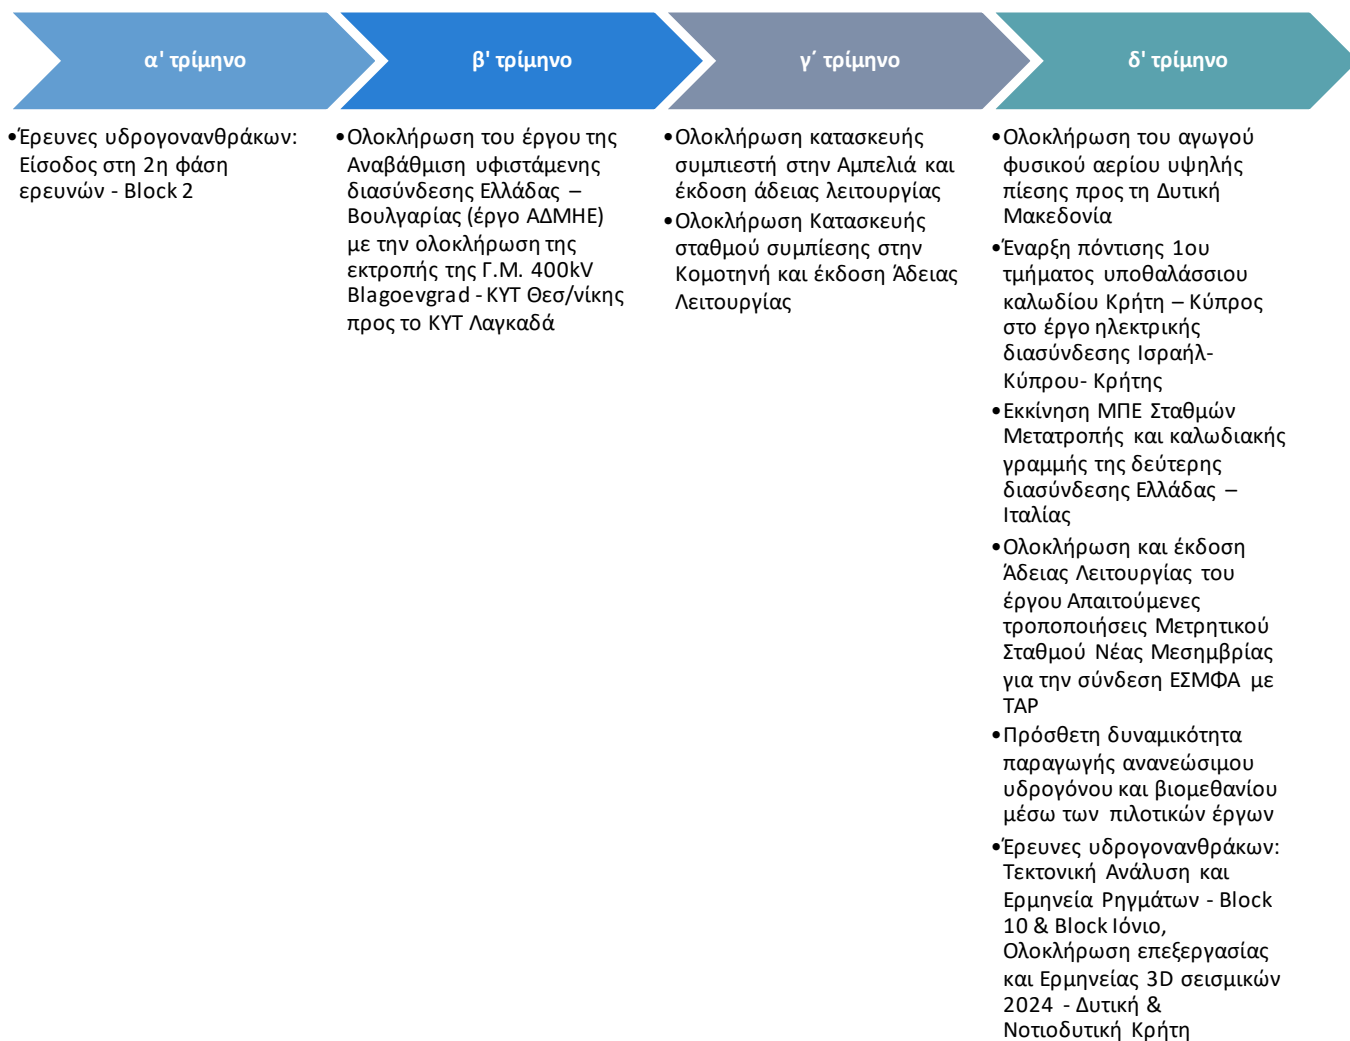 α' τρίμηνο
β' τρίμηνο
γ΄ τρίμηνο
δ' τρίμηνο
•Έρευνες υδρογονανθράκων:
Είσοδος στη 2η φάση
ερευνών - Block 2
•Ολοκλήρωση του έργου της
Αναβάθμιση υφιστάμενης
διασύνδεσης Ελλάδας –
Βουλγαρίας (έργο ΑΔΜΗΕ)
με την ολοκλήρωση της
εκτροπής της Γ.Μ. 400kV
Blagoevgrad - ΚΥΤ Θεσ/νίκης
προς το ΚΥΤ Λαγκαδά
•Ολοκλήρωση κατασκευής
συμπιεστή στην Αμπελιά και
έκδοση άδειας λειτουργίας
•Ολοκλήρωση Κατασκευής
σταθμού συμπίεσης στην
Κομοτηνή και έκδοση Άδειας
Λειτουργίας
•Ολοκλήρωση του αγωγού
φυσικού αερίου υψηλής
πίεσης προς τη Δυτική
Μακεδονία
•Έναρξη πόντισης 1ου
τμήματος υποθαλάσσιου
καλωδίου Κρήτη – Κύπρος
στο έργο ηλεκτρικής
διασύνδεσης Ισραήλ-
Κύπρου- Κρήτης
•Εκκίνηση ΜΠΕ Σταθμών
Μετατροπής και καλωδιακής
γραμμής της δεύτερης
διασύνδεσης Ελλάδας –
Ιταλίας
•Ολοκλήρωση και έκδοση
Άδειας Λειτουργίας του
έργου Απαιτούμενες
τροποποιήσεις Μετρητικού
Σταθμού Νέας Μεσημβρίας
για την σύνδεση ΕΣΜΦΑ με
TAP
•Πρόσθετη δυναμικότητα
παραγωγής ανανεώσιμου
υδρογόνου και βιομεθανίου
μέσω των πιλοτικών έργων
•Έρευνες υδρογονανθράκων:
Τεκτονική Ανάλυση και
Ερμηνεία Ρηγμάτων - Block
10 & Block Ιόνιο,
Ολοκλήρωση επεξεργασίας
και Ερμηνείας 3D σεισμικών
2024 - Δυτική &
Νοτιοδυτική Κρήτη